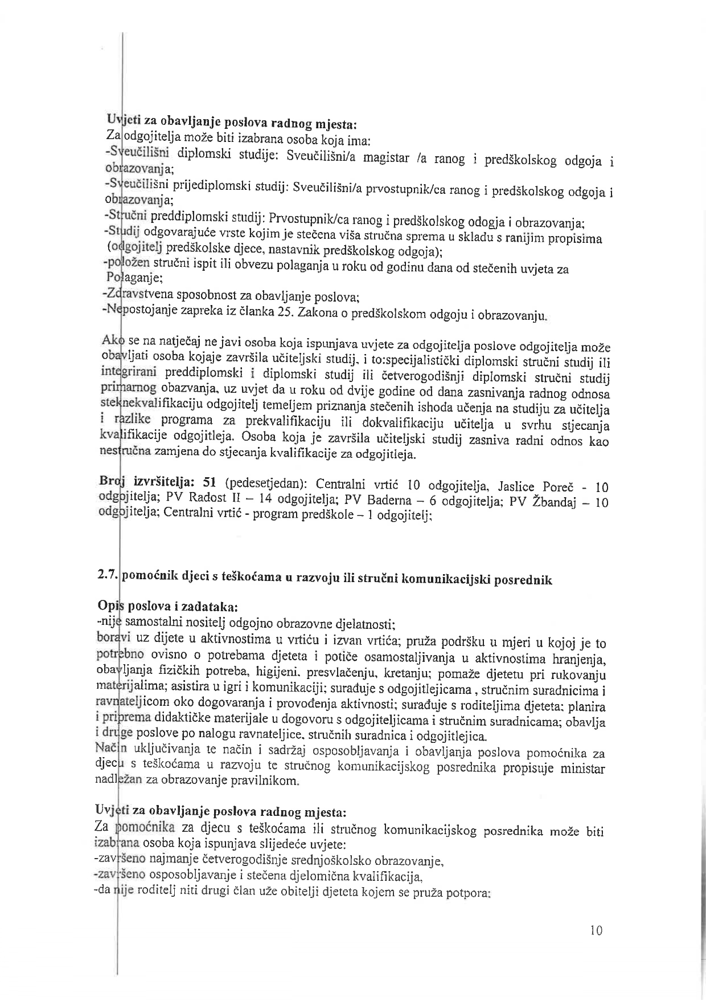 Uvjeti za obavljanje poslova radnog mjesta:
Za odgojitelja može biti izabrana osoba koja ima:
-Sveučilišni diplomski studije: Sveučilišni/a magistar /a ranog i predškolskog odgoja i
obrazovanja;
-Sveučilišni prijediplomski studij: Sveučilišni/a prvostupnik/ca ranog i predškolskog odgoja i
obrazovanja;
-Stručni preddiplomski studij: Prvostupnik/ca ranog i predškolskog odogja i obrazovanja;
-Studij odgovarajuće vrste kojim je stečena viša stručna sprema u skladu s ranijim propisima
(odgojitelj predškolske djece, nastavnik predškolskog odgoja);
-položen stručni ispit ili obvezu polaganja u roku od godinu dana od stečenih uvjeta za
Polaganje;
-Zdravstvena sposobnost za obavljanje poslova;
-Nepostojanje zapreka iz članka 25. Zakona o predškolskom odgoju i obrazovanju.
Ako se na natječaj ne javi osoba koja ispunjava uvjete za odgojitelja poslove odgojitelja može
obavljati osoba kojaje završila učiteljski studij, i to:specijalistički diplomski stručni studij ili
integrirani preddiplomski i diplomski studij ili četverogodišnji diplomski stručni studij
primarnog obazvanja, uz uvjet da u roku od dvije godine od dana zasnivanja radnog odnosa
steknekvalifikaciju odgojitelj temeljem priznanja stečenih ishoda učenja na studiju za učitelja
i razlike programa za prekvalifikaciju ili dokvalifikaciju učitelja u svrhu stjecanja
kvalifikacije odgojitleja. Osoba koja je završila učiteljski studij zasniva radni odnos kao
nestručna zamjena do stjecanja kvalifikacije za odgojitleja.
Broj izvršitelja: 51 (pedesetjedan): Centralni vrtić 10 odgojitelja, Jaslice Poreč - 10
odgojitelja; PV Radost II – 14 odgojitelja; PV Baderna – 6 odgojitelja; PV Žbandaj – 10
odgojitelja; Centralni vrtić - program predškole – 1 odgojitelj;
2.7. pomoćnik djeci s teškoćama u razvoju ili stručni komunikacijski posrednik
Opis poslova i zadataka:
-nije samostalni nositelj odgojno obrazovne djelatnosti;
boravi uz dijete u aktivnostima u vrtiću i izvan vrtića; pruža podršku u mjeri u kojoj je to
potrebno ovisno o potrebama djeteta i potiče osamostaljivanja u aktivnostima hranjenja,
obavljanja fizičkih potreba, higijeni. presvlačenju, kretanju; pomaže djetetu pri rukovanju
materijalima; asistira u igri i komunikaciji; surađuje s odgojitlejicama , stručnim suradnicima i
ravnateljicom oko dogovaranja i provođenja aktivnosti; surađuje s roditeljima djeteta: planira
i priprema didaktičke materijale u dogovoru s odgojiteljicama i stručnim suradnicama; obavlja
i druge poslove po nalogu ravnateljice, stručnih suradnica i odgojitlejica.
Način uključivanja te način i sadržaj osposobljavanja i obavljanja poslova pomoćnika za
djecu s teškoćama u razvoju te stručnog komunikacijskog posrednika propisuje ministar
nadležan za obrazovanje pravilnikom.
Uvjeti za obavljanje poslova radnog mjesta:
Za pomoćnika za djecu s teškoćama ili stručnog komunikacijskog posrednika može biti
izabrana osoba koja ispunjava slijedeće uvjete:
-završeno najmanje četverogodišnje srednjoškolsko obrazovanje,
-završeno osposobljavanje i stečena djelomična kvalifikacija,
-da nije roditelj niti drugi član uže obitelji djeteta kojem se pruža potpora;
10